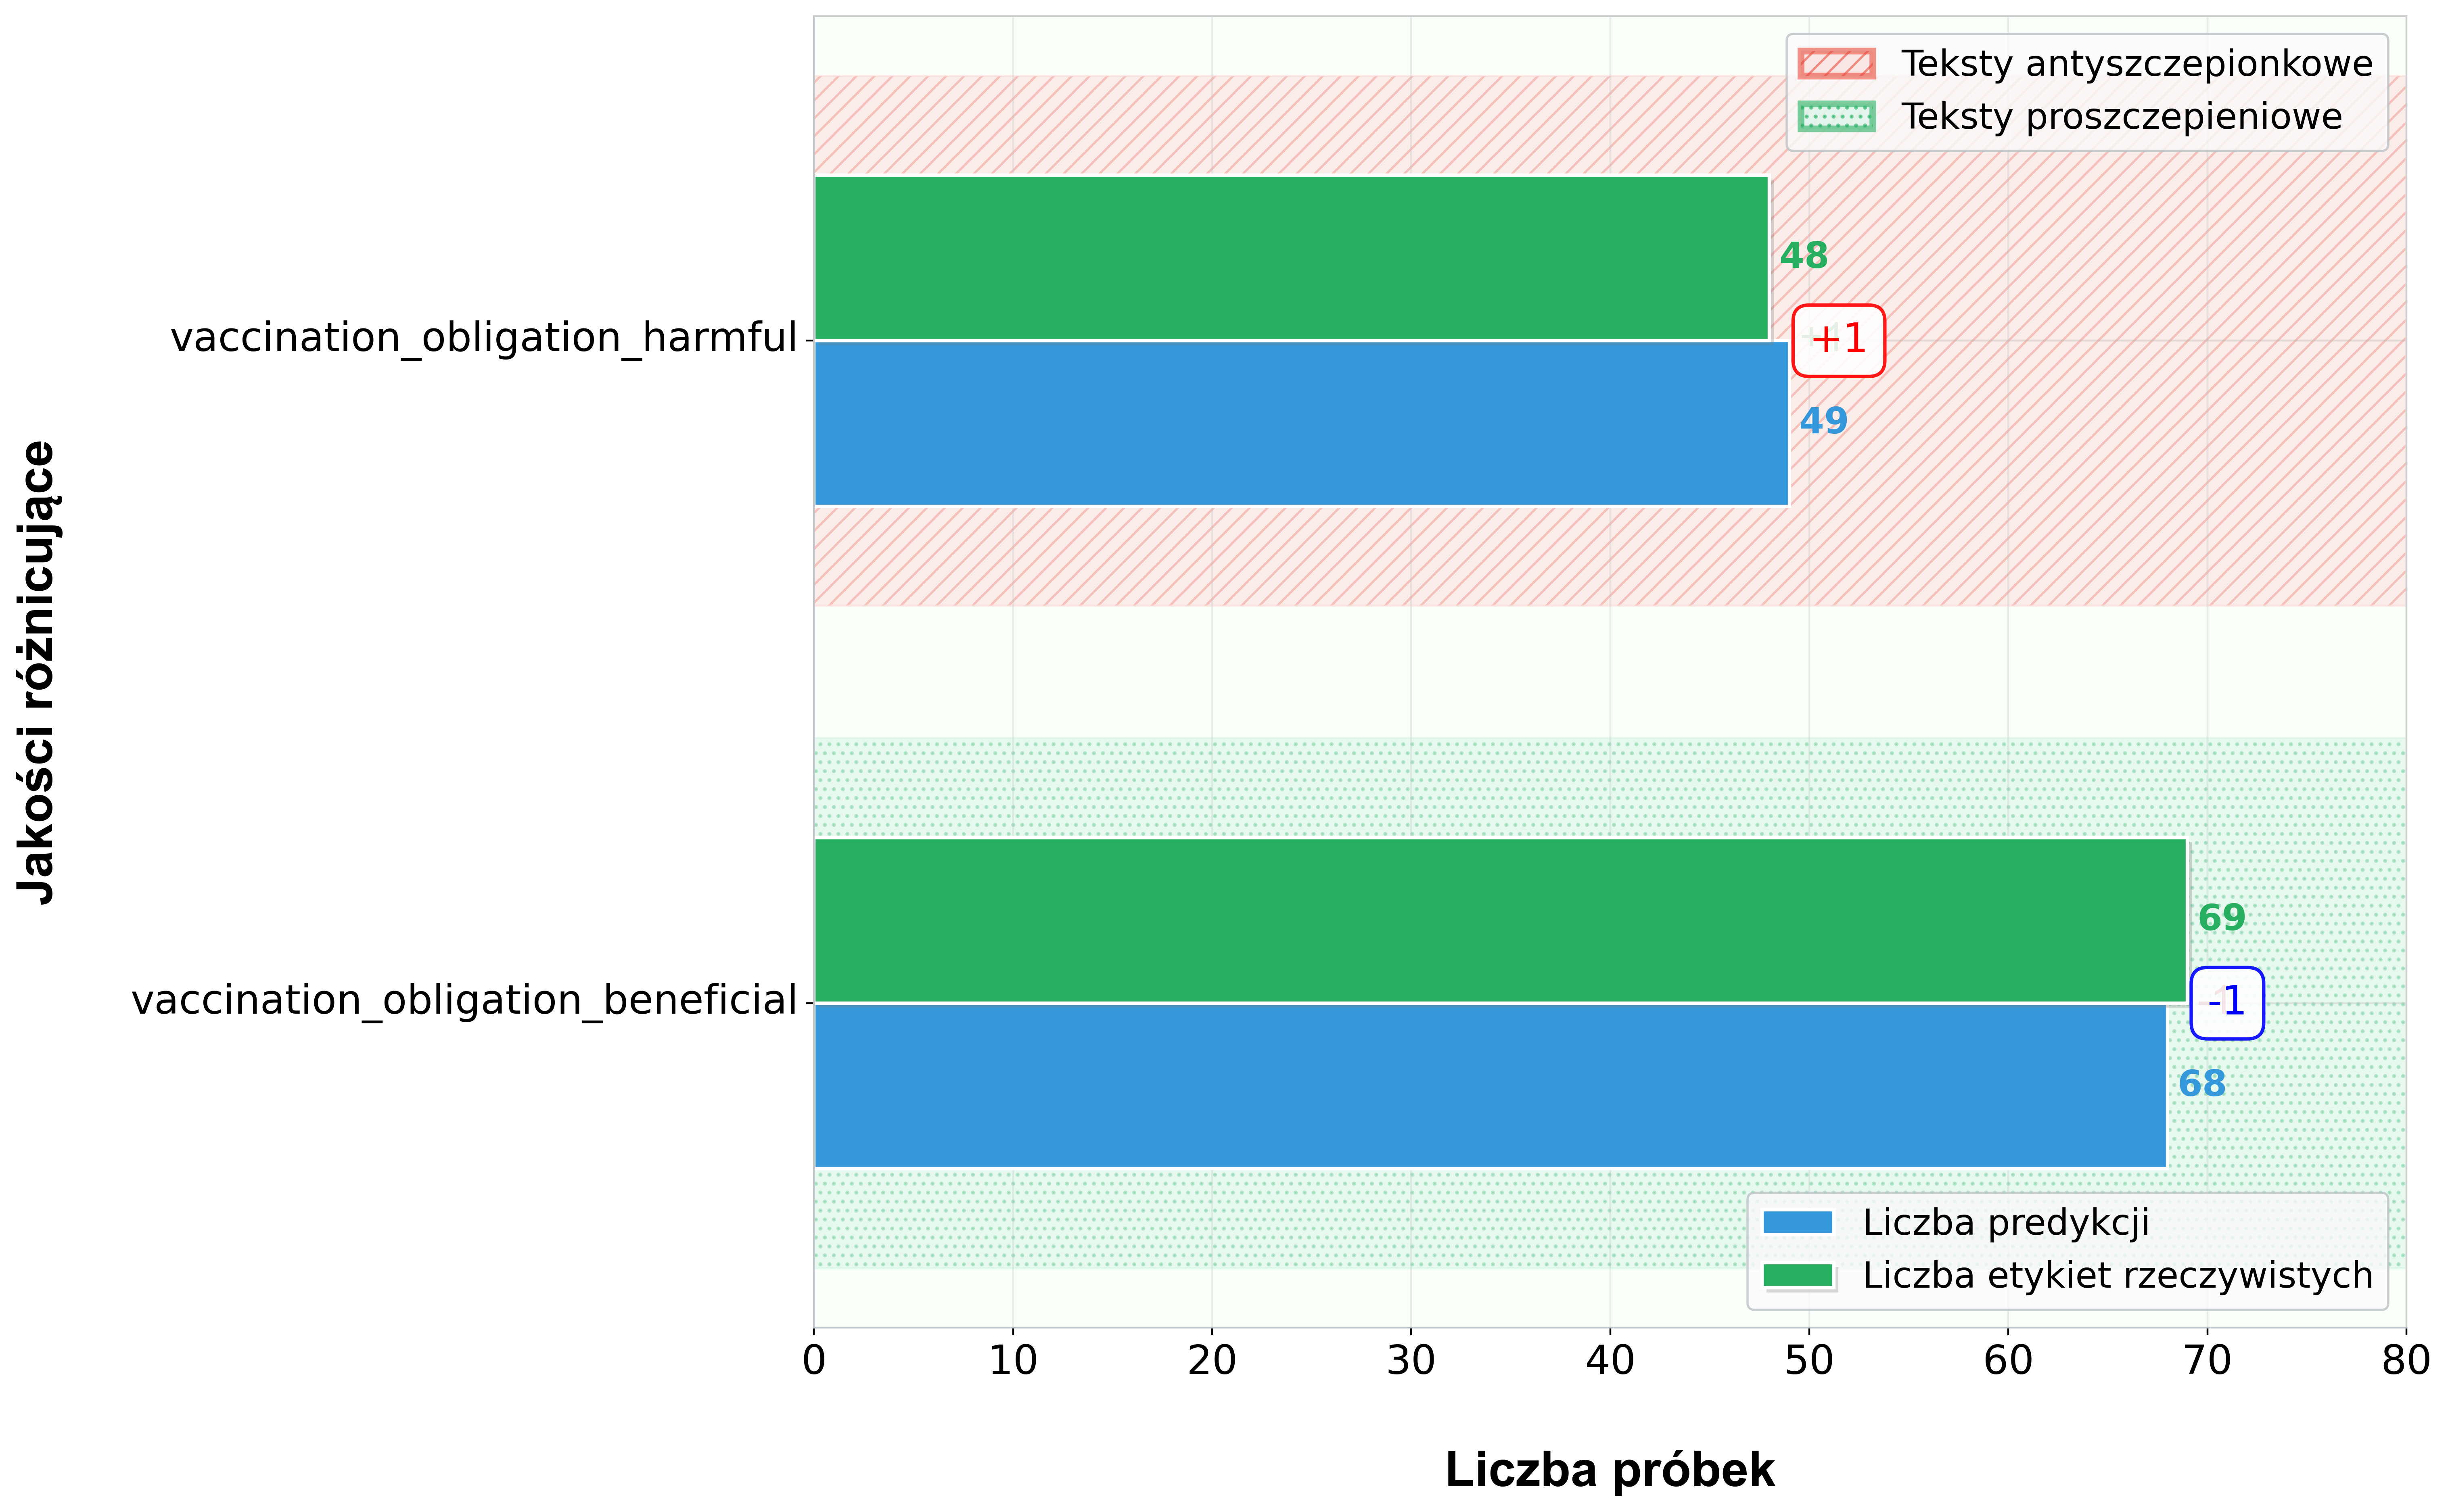 Teksty antyszczepionkowe
Teksty proszczepieniowe
48
vaccination_obligation_harmful
+1
49
Jakości różnicujące
69
vaccination_obligation_beneficial
-1
68
Liczba predykcji
Liczba etykiet rzeczywistych
0 10 20 30 40 50 60 70 80
Liczba próbek